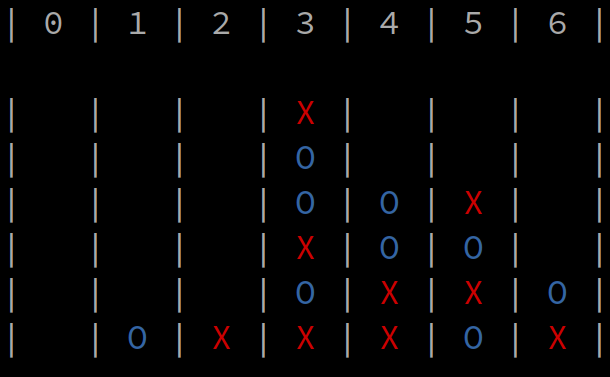 | 0 | 1 | 2 | 3 | 4 | 5 | 6 |
|   |   |   | X |   |   |   |
|   |   |   | O |   |   |   |
|   |   |   | O | O | X |   |
|   |   |   | X | O | O |   |
|   |   |   | O | X | X | O |
|   | O | X | X | X | O | X |